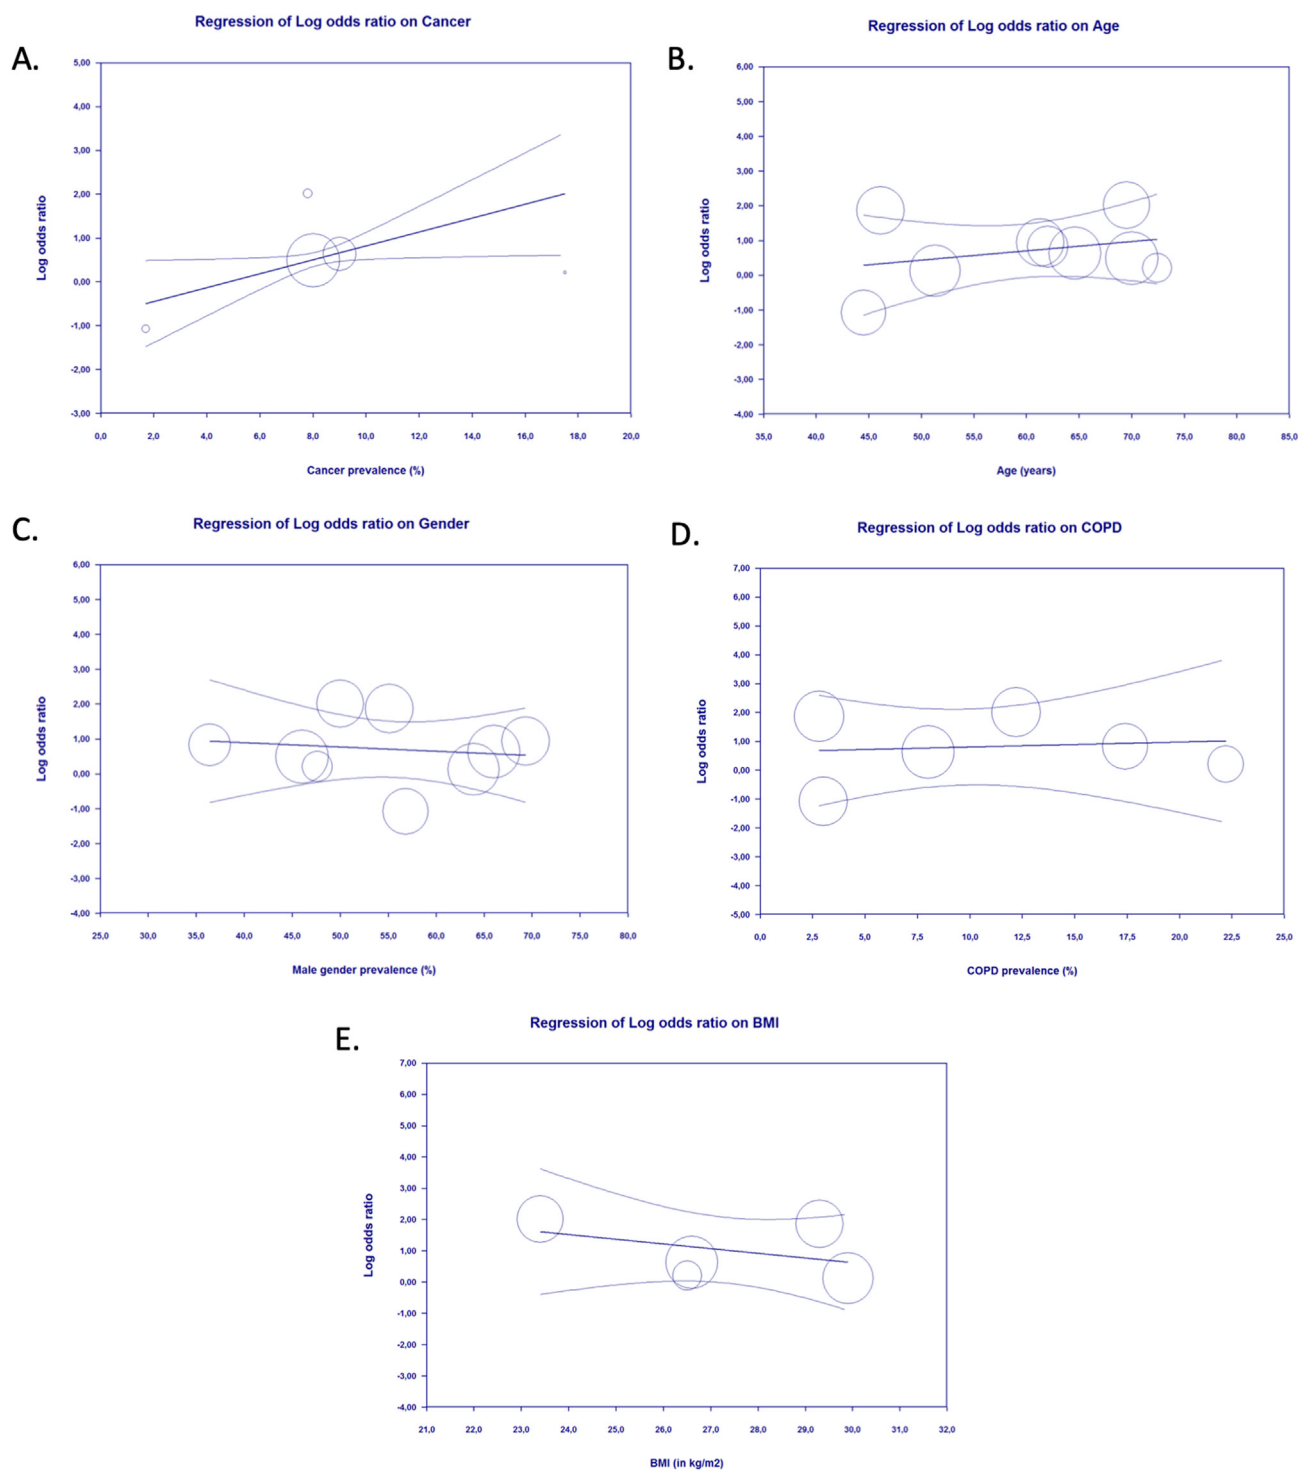 Regression of Log odds ratio on Cancer
A.
5,00
4,00
3,00
2,00
1,00
0,00
-1,00
-2,00
-3,00
Log odds ratio
0,0 2,0 4,0 6,0 8,0 10,0 12,0 14,0 16,0 18,0 20,0
Cancer prevalence (%)
Regression of Log odds ratio on Age
B.
6,00
5,00
4,00
3,00
2,00
1,00
0,00
-1,00
-2,00
-3,00
-4,00
Log odds ratio
35,0 40,0 45,0 50,0 55,0 60,0 65,0 70,0 75,0 80,0 85,0
Age (years)
Regression of Log odds ratio on Gender
C.
6,00
5,00
4,00
3,00
2,00
1,00
0,00
-1,00
-2,00
-3,00
-4,00
Log odds ratio
25,0 30,0 35,0 40,0 45,0 50,0 55,0 60,0 65,0 70,0 75,0 80,0
Male gender prevalence (%)
Regression of Log odds ratio on COPD
D.
7,00
6,00
5,00
4,00
3,00
2,00
1,00
0,00
-1,00
-2,00
-3,00
-4,00
-5,00
Log odds ratio
0,0 2,5 5,0 7,5 10,0 12,5 15,0 17,5 20,0 22,5 25,0
COPD prevalence (%)
Regression of Log odds ratio on BMI
E.
7,00
6,00
5,00
4,00
3,00
2,00
1,00
0,00
-1,00
-2,00
-3,00
-4,00
Log odds ratio
21,0 22,0 23,0 24,0 25,0 26,0 27,0 28,0 29,0 30,0 31,0 32,0
BMI (in kg/m2)